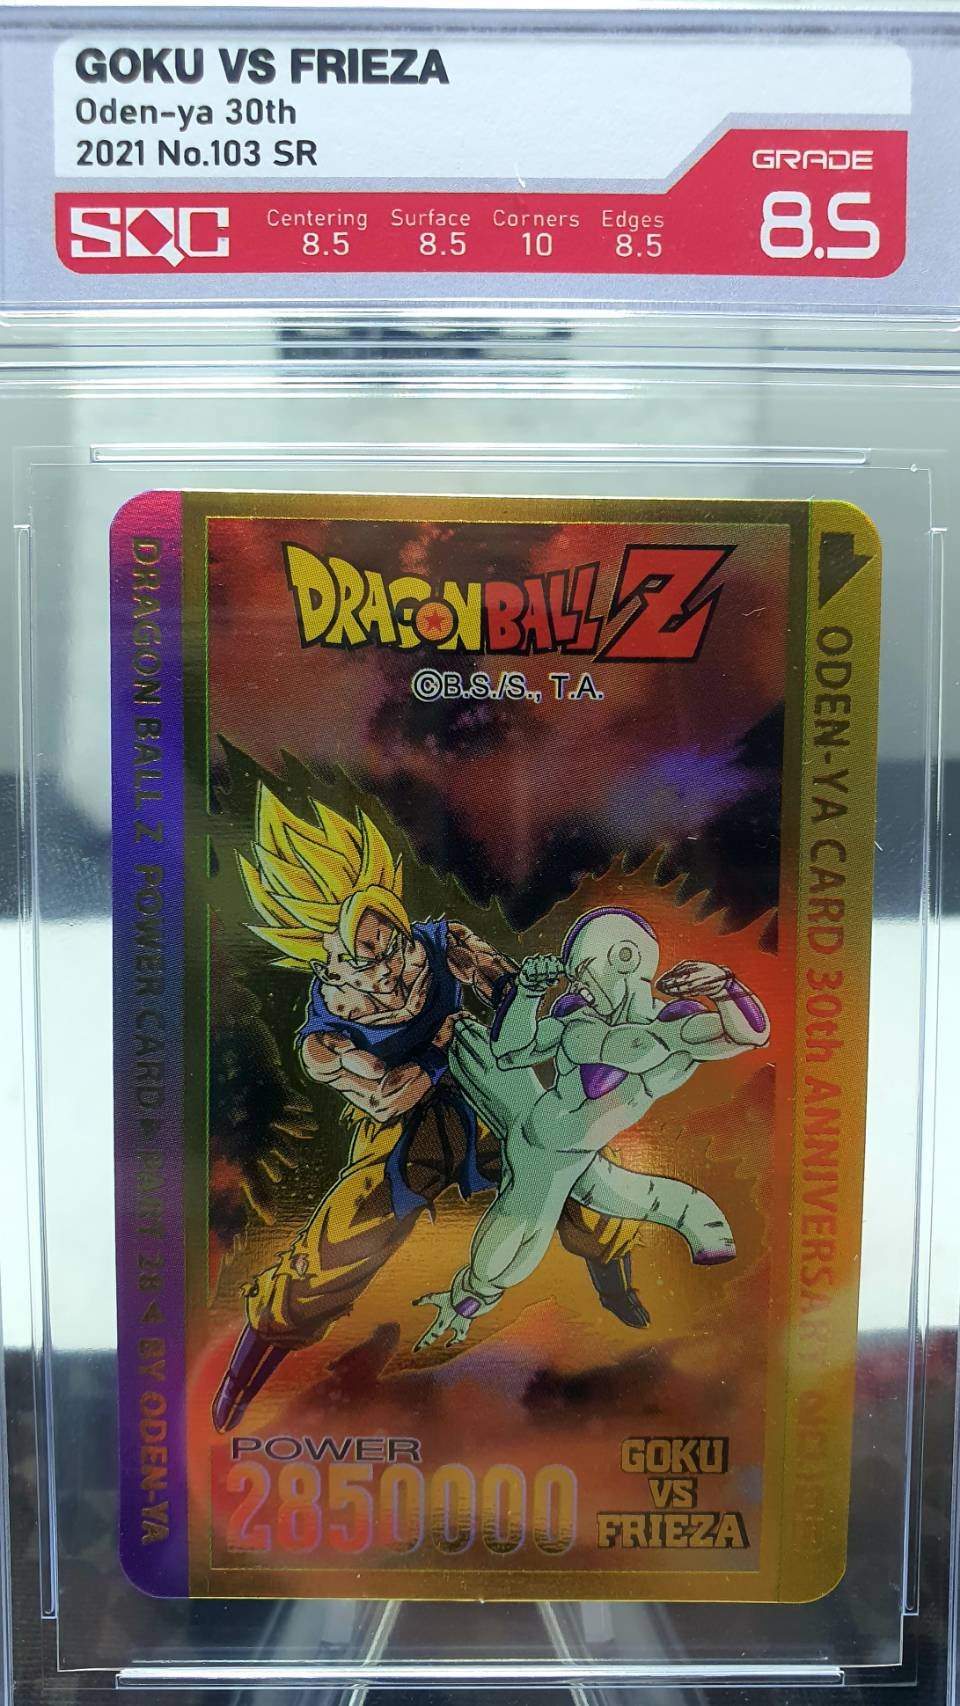 GOKU VS FRIEZA
Oden-ya 30th
2021 No.103 SR
GRADE
8.5
SQC
Centering Surface Corners Edges
8.5 8.5 10 8.5
DRAGON BALL Z
©B.S./S., T.A.
DRAGON BALL Z POWER CARD ▶ PART 28 ◀ BY ODEN-YA
ODEN-YA CARD 30th ANNIVERSARY
POWER
2850000
GOKU
VS
FRIEZA